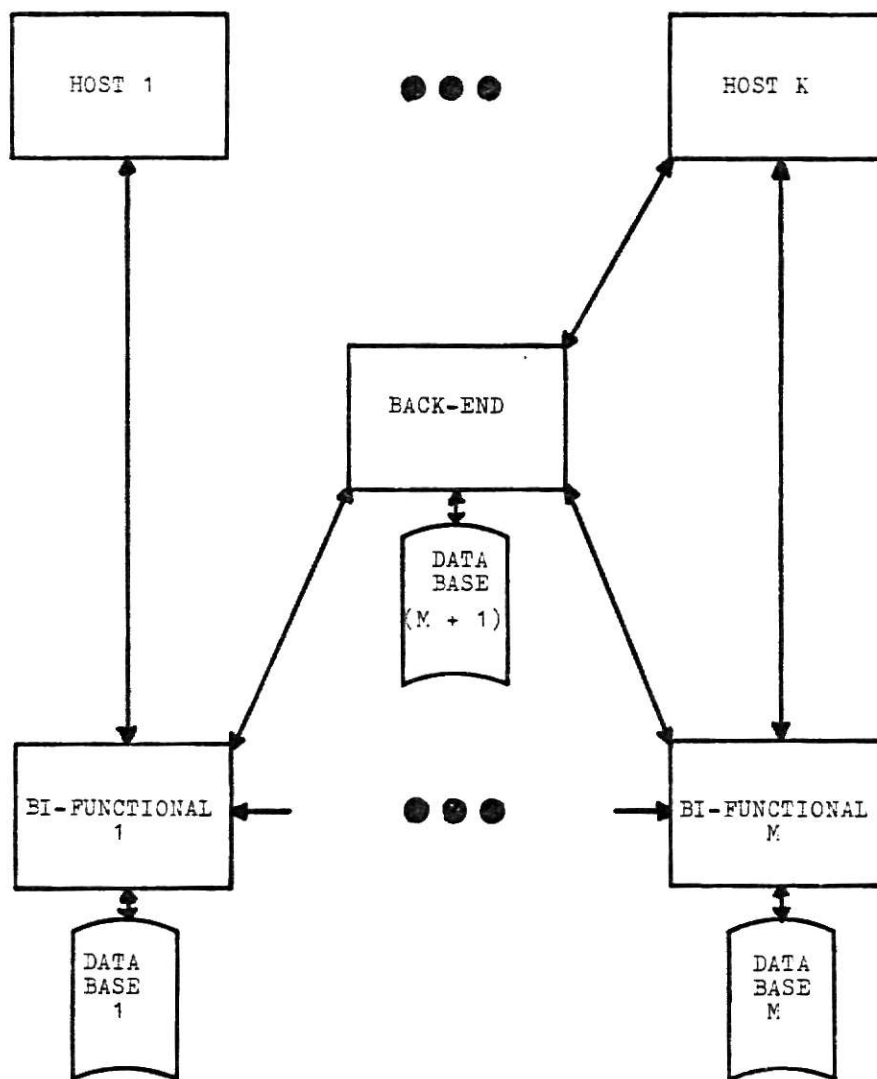 HOST 1
HOST K
BACK-END
DATA
BASE
(M + 1)
BI-FUNCTIONAL
1
BI-FUNCTIONAL
M
DATA
BASE
1
DATA
BASE
M